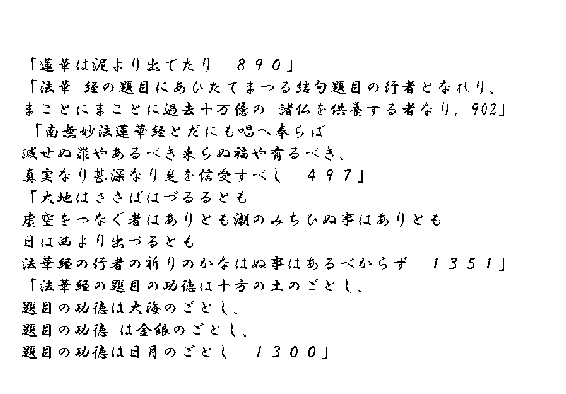 「蓮華は泥より出でたり　８９０」
「法華 経の題目にあひたてまつる結句題目の行者となれり、
まことにまことに過去十万億の 諸仏を供養する者なり, 902」
「南無妙法蓮華経とだにも唱へ奉らば
滅せぬ罪やあるべき来らぬ福や有るべき、
真実なり甚深なり是を信受すべし　４９７」
「大地はささばはづるるとも
虚空をつなぐ者はありとも潮のみちひぬ事はありとも
日は西より出づるとも
法華経の行者の祈りのかなはぬ事はあるべからず　１３５１」
「法華経の題目の功徳は十方の土のごとし、
題目の功徳は大海のごとし、
題目の功徳 は金銀のごとし、
題目の功徳は日月のごとし　１３００」